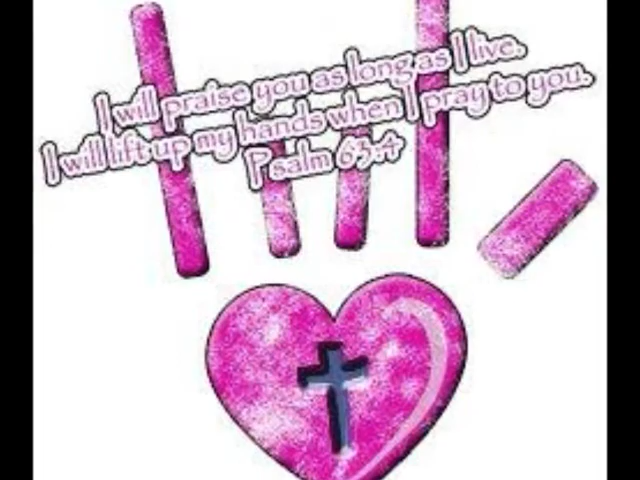 I will praise you as long as I live.
I will lift up my hands when I pray to you.
Psalm 63:4